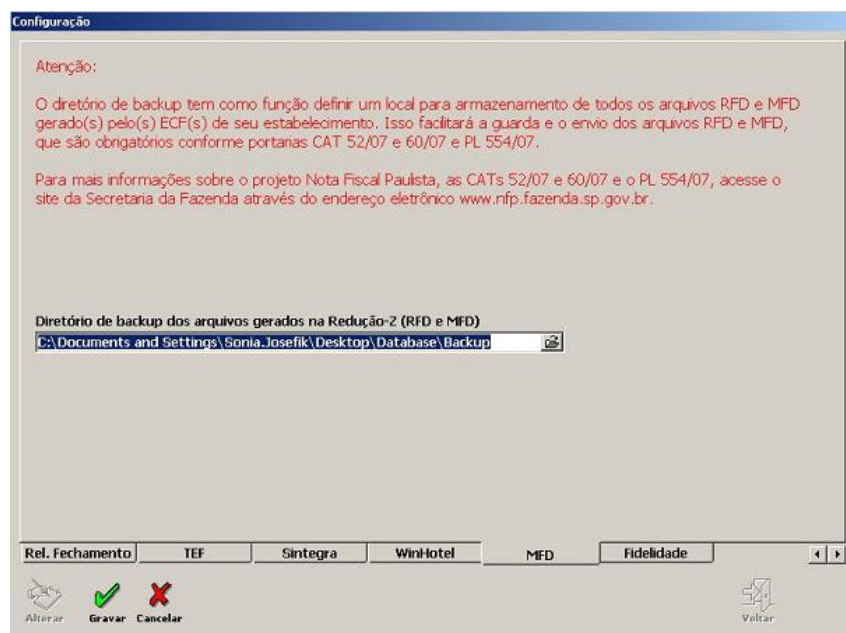 Configuração
Atenção:
O diretório de backup tem como função definir um local para armazenamento de todos os arquivos RFD e MFD
gerado(s) pelo(s) ECF(s) de seu estabelecimento. Isso facilitará a guarda e o envio dos arquivos RFD e MFD,
que são obrigatórios conforme portarias CAT 52/07 e 60/07 e PL 554/07.
Para mais informações sobre o projeto Nota Fiscal Paulista, as CATs 52/07 e 60/07 e o PL 554/07, acesse o
site da Secretaria da Fazenda através do endereço eletrônico www.nfp.fazenda.sp.gov.br.
Diretório de backup dos arquivos gerados na Redução-Z (RFD e MFD)
C:\Documents and Settings\Sonia.Josefik\Desktop\Database\Backup
Rel. Fechamento TEF Sintegra WinHotel MFD Fidelidade
Alterar Gravar Cancelar Voltar